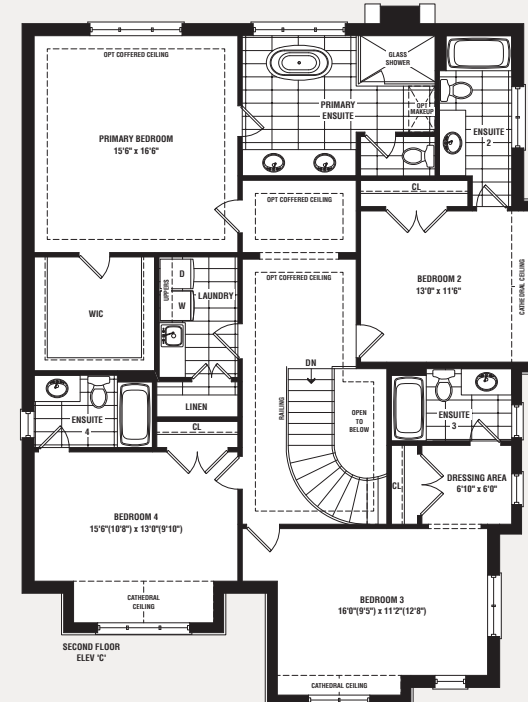 OPT COFFERED CEILING
PRIMARY BEDROOM
15'6" x 16'6"
GLASS
SHOWER
PRIMARY
ENSUITE
OPT
MAKEUP
ENSUITE
2
CL
OPT COFFERED CEILING
OPT COFFERED CEILING
BEDROOM 2
13'0" x 11'6"
CATHEDRAL CEILING
WIC
UPPERS
D
W
LAUNDRY
LINEN
CL
DN
RAILING
OPEN
TO
BELOW
ENSUITE
3
ENSUITE
4
CL
DRESSING AREA
6'10" x 6'0"
BEDROOM 4
15'6"(10'8") x 13'0"(9'10")
CATHEDRAL
CEILING
BEDROOM 3
16'0"(9'5") x 11'2"(12'8")
CATHEDRAL CEILING
SECOND FLOOR
ELEV 'C'